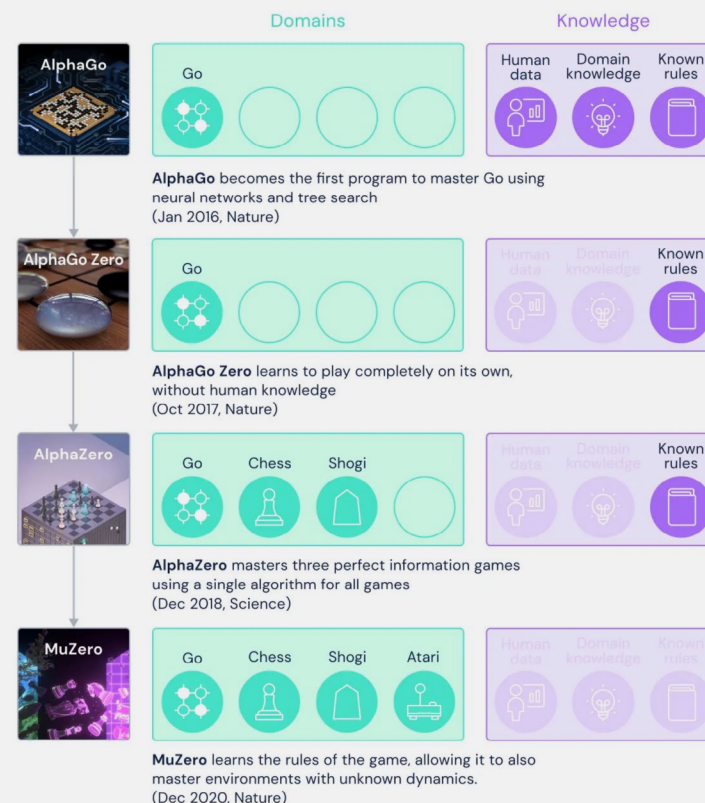 Domains
Knowledge
AlphaGo
Go
Human data
Domain knowledge
Known rules
AlphaGo becomes the first program to master Go using
neural networks and tree search
(Jan 2016, Nature)
AlphaGo Zero
Go
Human data
Domain knowledge
Known rules
AlphaGo Zero learns to play completely on its own,
without human knowledge
(Oct 2017, Nature)
AlphaZero
Go
Chess
Shogi
Human data
Domain knowledge
Known rules
AlphaZero masters three perfect information games
using a single algorithm for all games
(Dec 2018, Science)
MuZero
Go
Chess
Shogi
Atari
Human data
Domain knowledge
Known rules
MuZero learns the rules of the game, allowing it to also
master environments with unknown dynamics.
(Dec 2020, Nature)